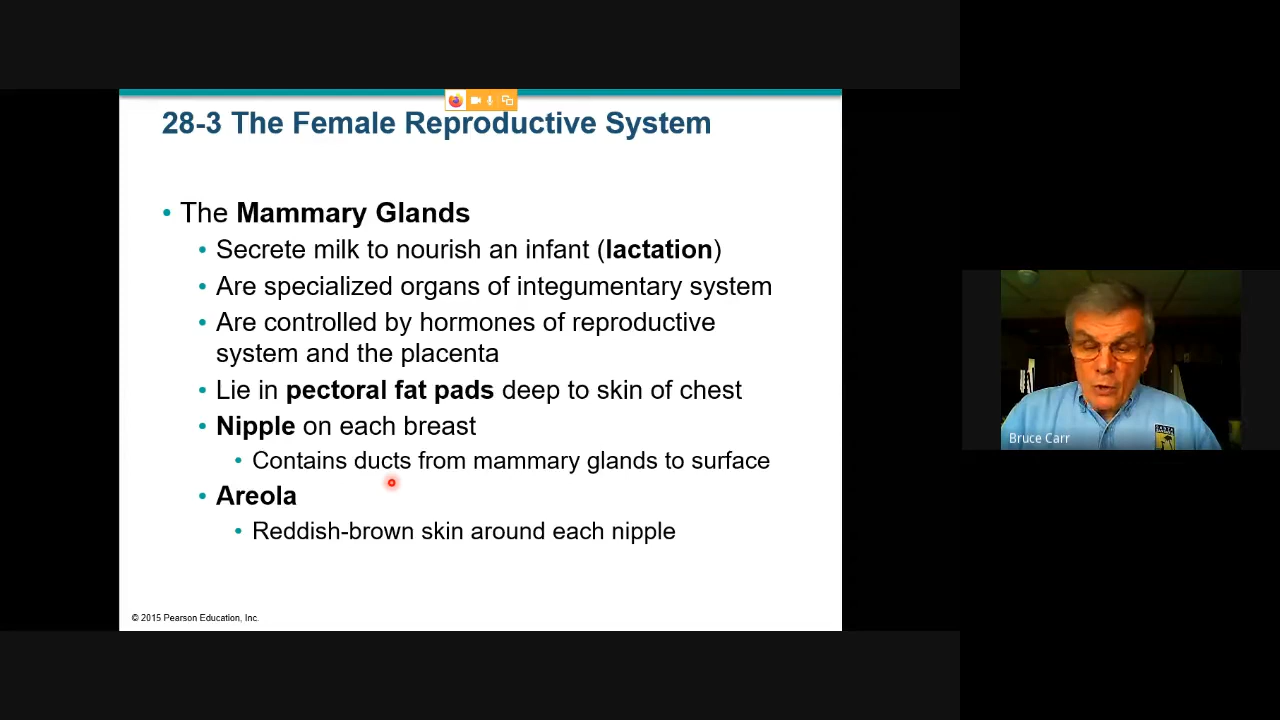 28-3 The Female Reproductive System
• The Mammary Glands
• Secrete milk to nourish an infant (lactation)
• Are specialized organs of integumentary system
• Are controlled by hormones of reproductive
system and the placenta
• Lie in pectoral fat pads deep to skin of chest
• Nipple on each breast
• Contains ducts from mammary glands to surface
• Areola
• Reddish-brown skin around each nipple
© 2015 Pearson Education, Inc.
Bruce Carr